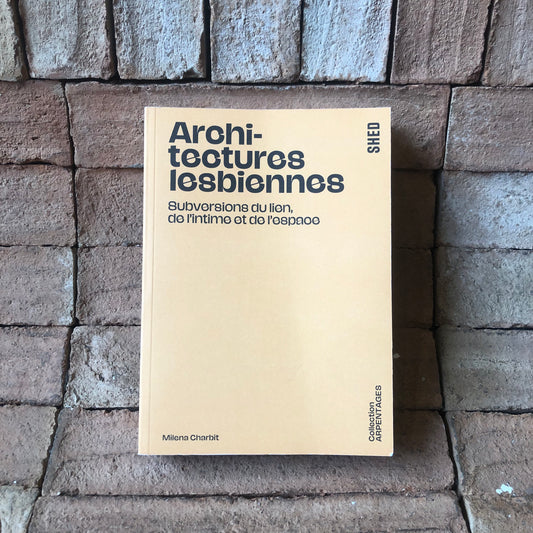 Archi-
tectures
lesbiennes
Subversions du lien,
de l'intime et de l'espace
SHED
Milena Charbit
Collection
ARPENTAGES